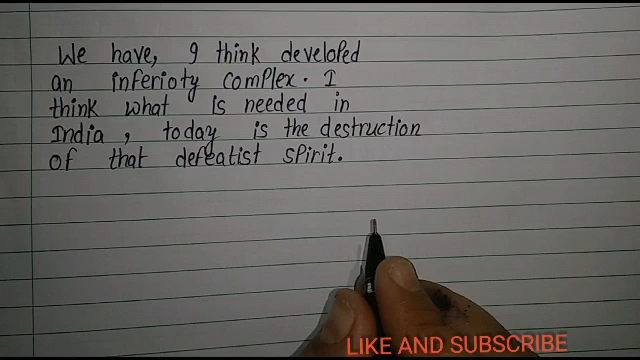 We have, I think developed
an inferioty complex. I
think what is needed in
India, today is the destruction
of that defeatist spirit.
LIKE AND SUBSCRIBE